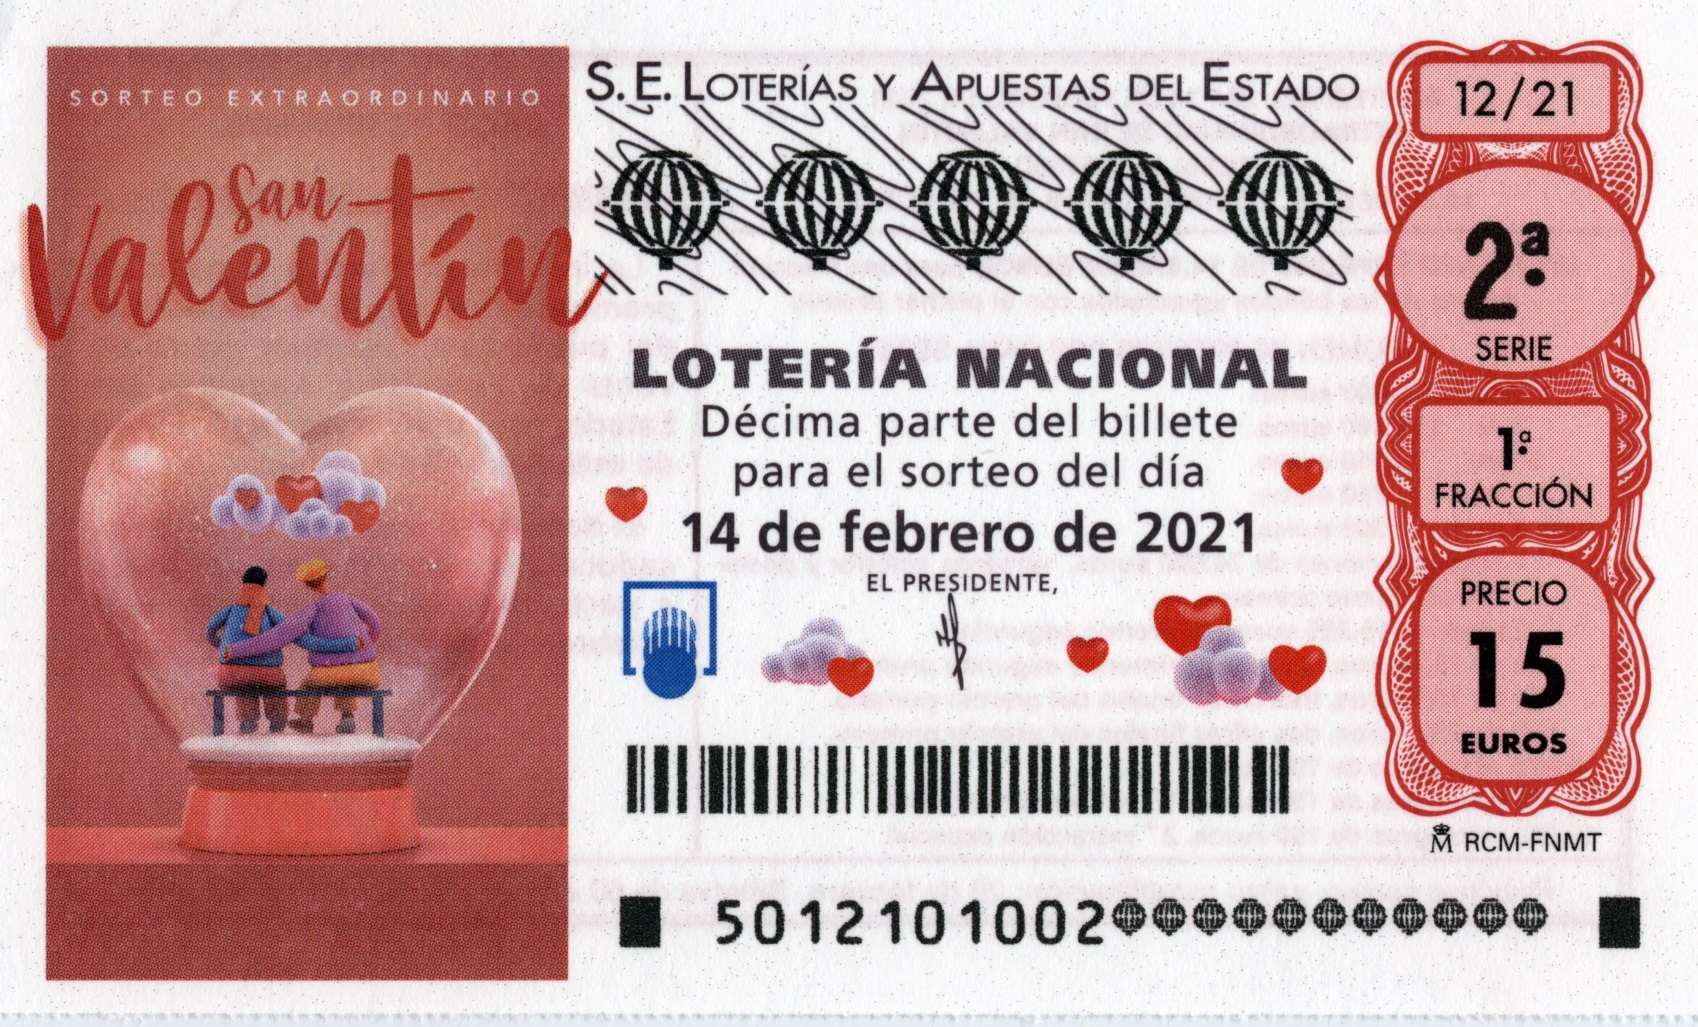 SORTEO EXTRAORDINARIO
San
Valentín
S. E. LOTERÍAS Y APUESTAS DEL ESTADO
LOTERÍA NACIONAL
Décima parte del billete
para el sorteo del día
14 de febrero de 2021
EL PRESIDENTE,
12/21
2ª
SERIE
1ª
FRACCIÓN
PRECIO
15
EUROS
RCM-FNMT
5012101002